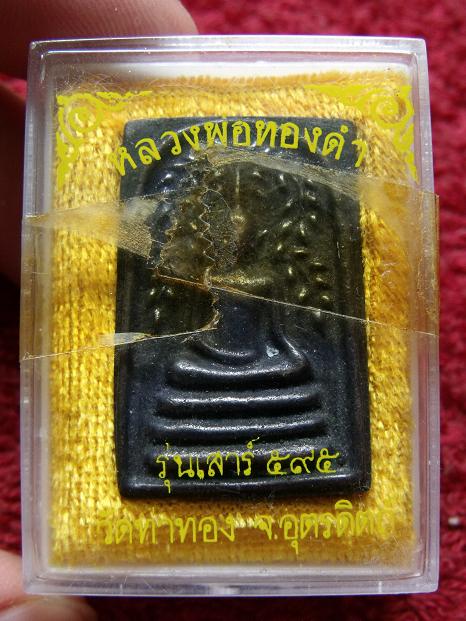 หลวงพ่อทองดำ
รุ่นเสาร์ ๕๙๕
วัดท่าทอง จ.อุตรดิตถ์